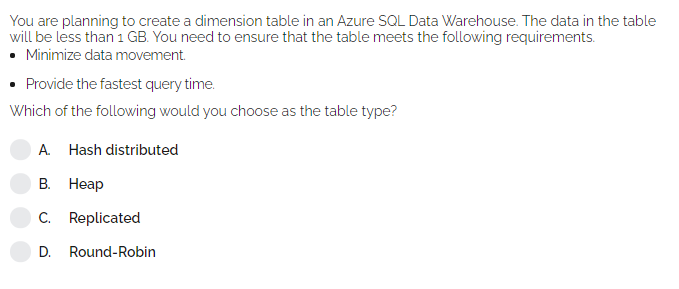 You are planning to create a dimension table in an Azure SQL Data Warehouse. The data in the table
will be less than 1 GB. You need to ensure that the table meets the following requirements.
• Minimize data movement.
• Provide the fastest query time.
Which of the following would you choose as the table type?
A. Hash distributed
B. Heap
C. Replicated
D. Round-Robin